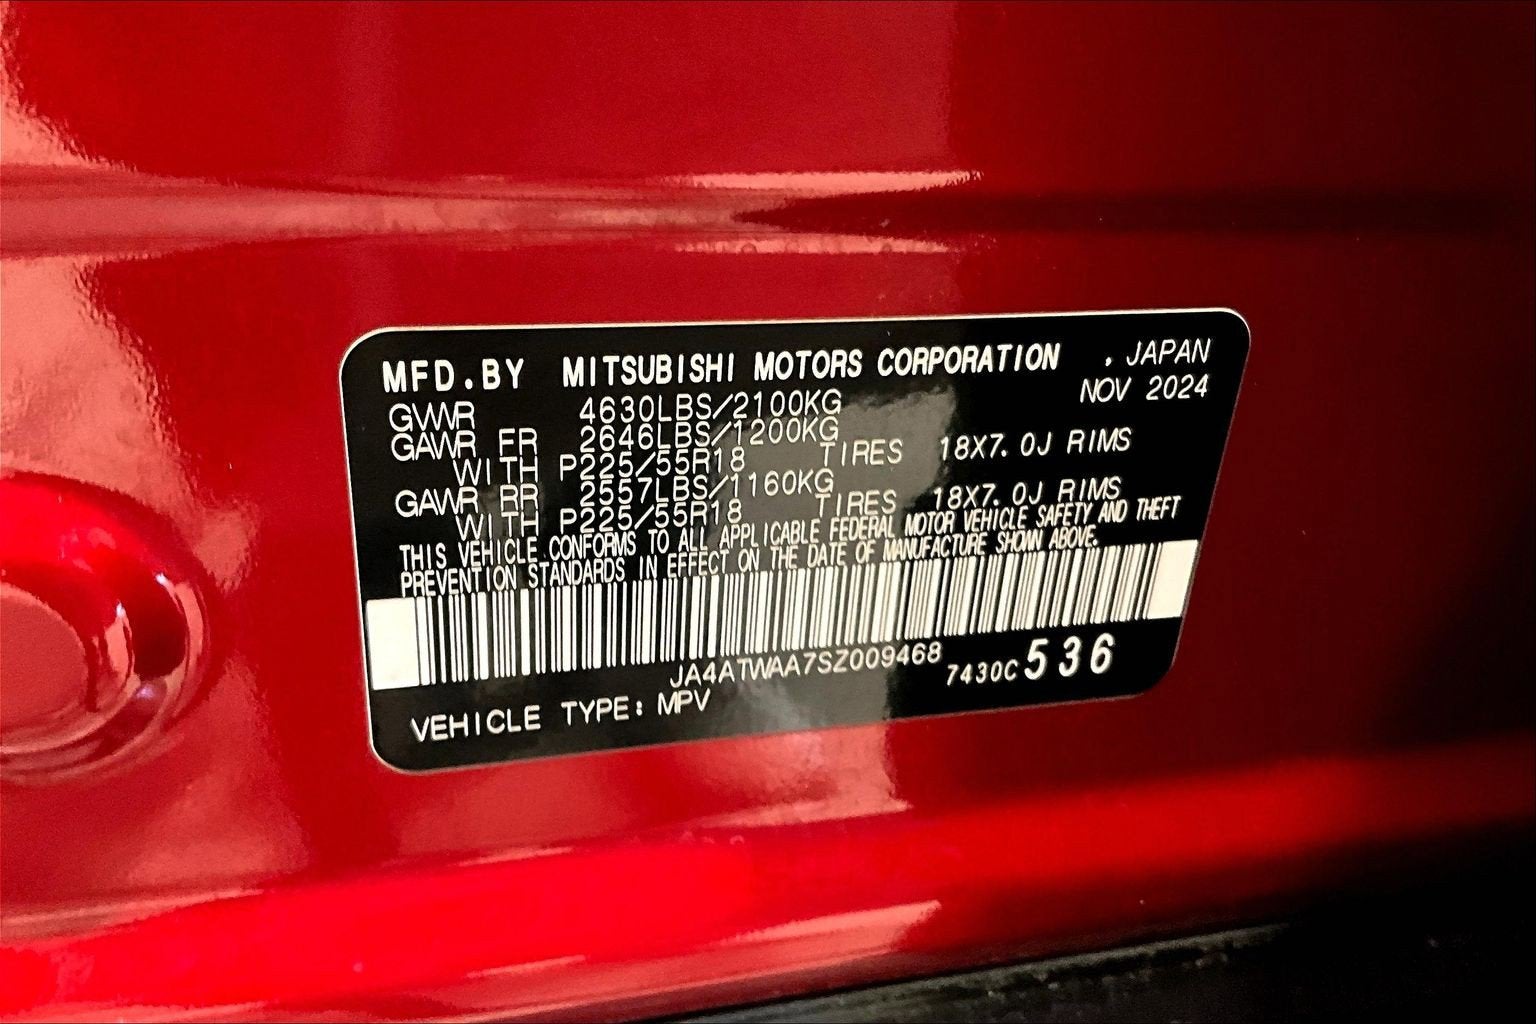 MFD.BY MITSUBISHI MOTORS CORPORATION . JAPAN
NOV 2024
GVWR 4630LBS/2100KG
GAWR FR 2646LBS/1200KG
WITH P225/55R18 TIRES 18X7.0J RIMS
GAWR RR 2557LBS/1160KG
WITH P225/55R18 TIRES 18X7.0J RIMS
THIS VEHICLE CONFORMS TO ALL APPLICABLE FEDERAL MOTOR VEHICLE SAFETY AND THEFT
PREVENTION STANDARDS IN EFFECT ON THE DATE OF MANUFACTURE SHOWN ABOVE.
JA4ATWAA7SZ009468 7430C 536
VEHICLE TYPE: MPV